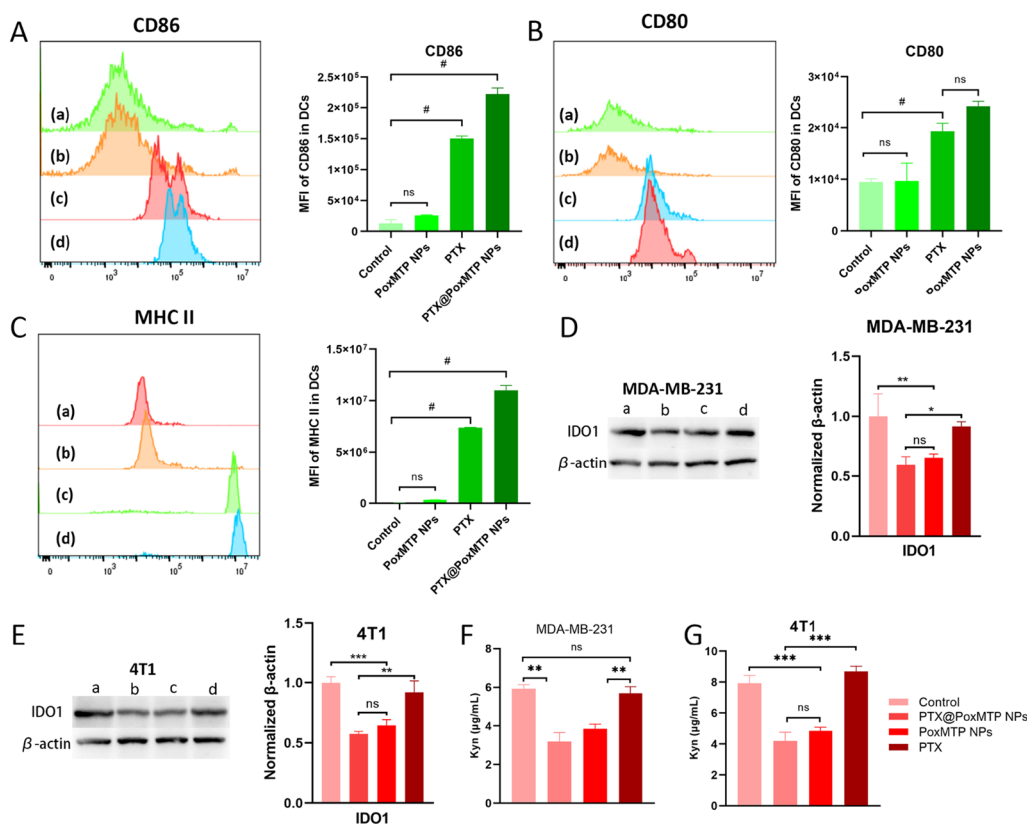 A
CD86
(a)
(b)
(c)
(d)
10³
10⁵
10⁷
CD86
MFI of CD86 in DCs
2.5×10⁵
2×10⁵
1.5×10⁵
1×10⁵
5×10⁴
0
#
#
ns
Control
PoxMTP NPs
PTX
PTX@PoxMTP NPs
B
CD80
(a)
(b)
(c)
(d)
10³
10⁵
10⁷
CD80
MFI of CD80 in DCs
3×10⁴
2×10⁴
1×10⁴
0
ns
#
ns
Control
PoxMTP NPs
PTX
PoxMTP NPs
C
MHC II
(a)
(b)
(c)
(d)
10³
10⁵
10⁷
MFI of MHC II in DCs
1.5×10⁷
1×10⁷
5×10⁶
0
#
#
ns
Control
PoxMTP NPs
PTX
PTX@PoxMTP NPs
D
MDA-MB-231
a b c d
IDO1
β-actin
MDA-MB-231
Normalized β-actin
1.5
1.0
0.5
0.0
**
*
ns
IDO1
E
4T1
a b c d
IDO1
β-actin
4T1
Normalized β-actin
1.5
1.0
0.5
0.0
***
**
ns
IDO1
F
MDA-MB-231
Kyn (μg/mL)
8
6
4
2
0
ns
**
**
G
4T1
Kyn (μg/mL)
10
8
6
4
2
0
***
***
ns
Control
PTX@PoxMTP NPs
PoxMTP NPs
PTX